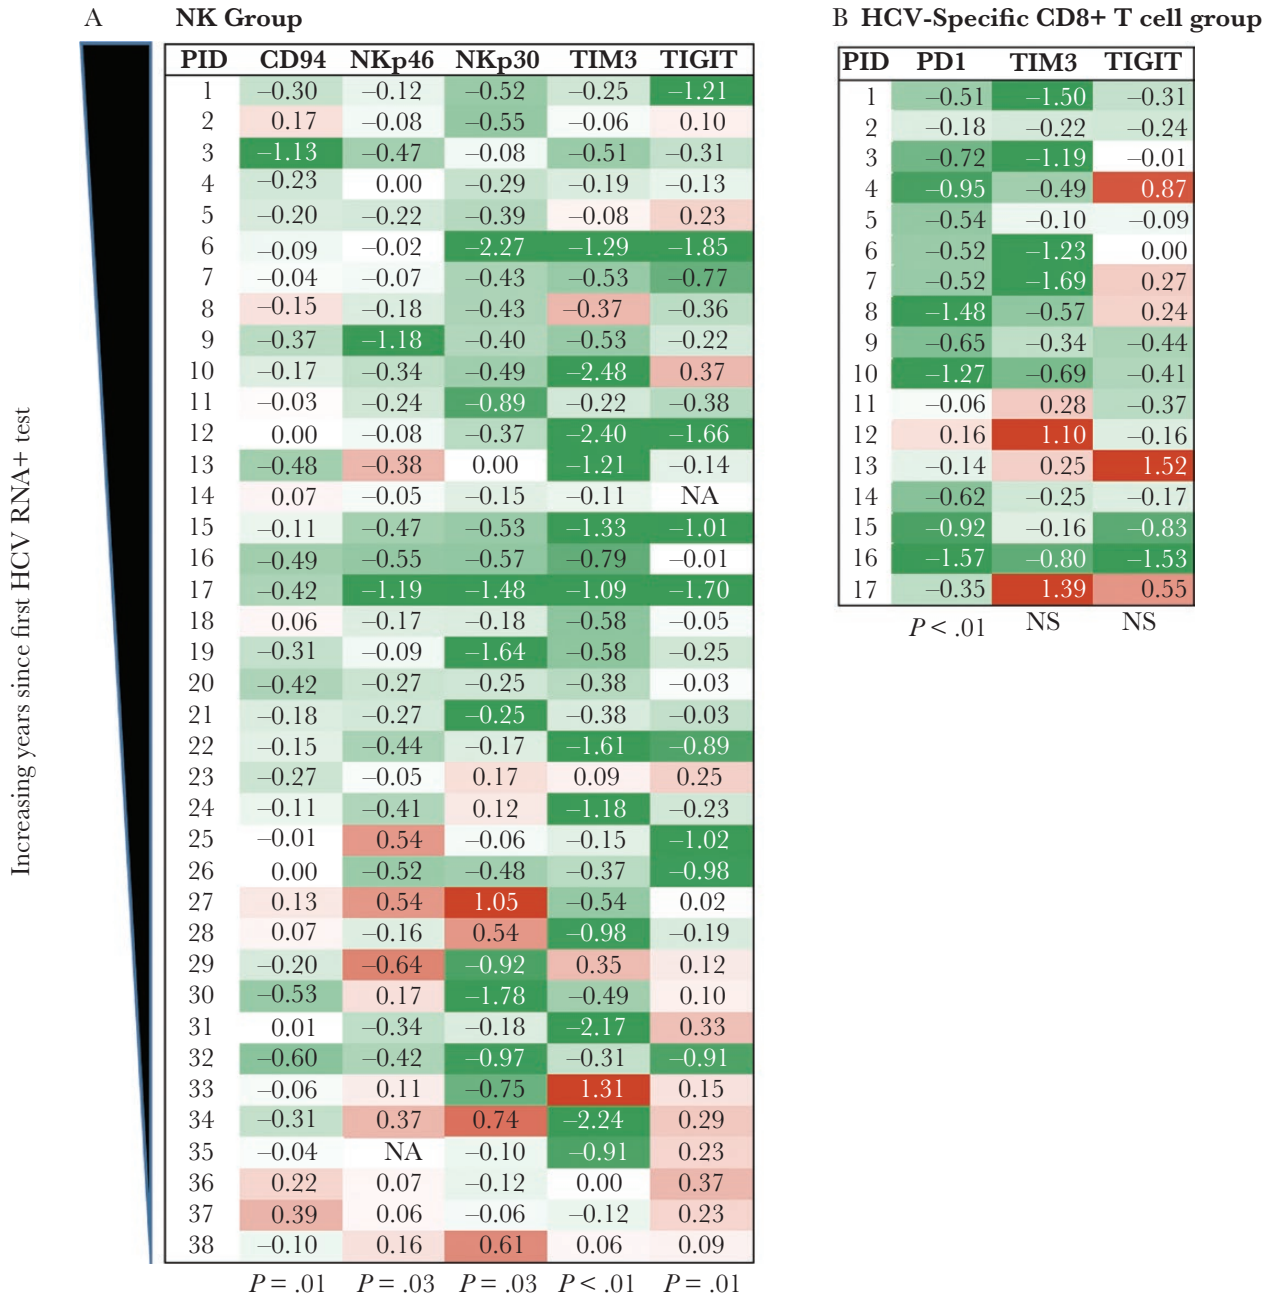 A NK Group
PID CD94 NKp46 NKp30 TIM3 TIGIT
1 –0.30 –0.12 –0.52 –0.25 –1.21
2 0.17 –0.08 –0.55 –0.06 0.10
3 –1.13 –0.47 –0.08 –0.51 –0.31
4 –0.23 0.00 –0.29 –0.19 –0.13
5 –0.20 –0.22 –0.39 –0.08 0.23
6 –0.09 –0.02 –2.27 –1.29 –1.85
7 –0.04 –0.07 –0.43 –0.53 –0.77
8 –0.15 –0.18 –0.43 –0.37 –0.36
9 –0.37 –1.18 –0.40 –0.53 –0.22
10 –0.17 –0.34 –0.49 –2.48 0.37
11 –0.03 –0.24 –0.89 –0.22 –0.38
12 0.00 –0.08 –0.37 –2.40 –1.66
13 –0.48 –0.38 0.00 –1.21 –0.14
14 0.07 –0.05 –0.15 –0.11 NA
15 –0.11 –0.47 –0.53 –1.33 –1.01
16 –0.49 –0.55 –0.57 –0.79 –0.01
17 –0.42 –1.19 –1.48 –1.09 –1.70
18 0.06 –0.17 –0.18 –0.58 –0.05
19 –0.31 –0.09 –1.64 –0.58 –0.25
20 –0.42 –0.27 –0.25 –0.38 –0.03
21 –0.18 –0.27 –0.25 –0.38 –0.03
22 –0.15 –0.44 –0.17 –1.61 –0.89
23 –0.27 –0.05 0.17 0.09 0.25
24 –0.11 –0.41 0.12 –1.18 –0.23
25 –0.01 0.54 –0.06 –0.15 –1.02
26 0.00 –0.52 –0.48 –0.37 –0.98
27 0.13 0.54 1.05 –0.54 0.02
28 0.07 –0.16 0.54 –0.98 –0.19
29 –0.20 –0.64 –0.92 0.35 0.12
30 –0.53 0.17 –1.78 –0.49 0.10
31 0.01 –0.34 –0.18 –2.17 0.33
32 –0.60 –0.42 –0.97 –0.31 –0.91
33 –0.06 0.11 –0.75 1.31 0.15
34 –0.31 0.37 0.74 –2.24 0.29
35 –0.04 NA –0.10 –0.91 0.23
36 0.22 0.07 –0.12 0.00 0.37
37 0.39 0.06 –0.06 –0.12 0.23
38 –0.10 0.16 0.61 0.06 0.09
P = .01 P = .03 P = .03 P < .01 P = .01
Increasing years since first HCV RNA+ test
B HCV-Specific CD8+ T cell group
PID PD1 TIM3 TIGIT
1 –0.51 –1.50 –0.31
2 –0.18 –0.22 –0.24
3 –0.72 –1.19 –0.01
4 –0.95 –0.49 0.87
5 –0.54 –0.10 –0.09
6 –0.52 –1.23 0.00
7 –0.52 –1.69 0.27
8 –1.48 –0.57 0.24
9 –0.65 –0.34 –0.44
10 –1.27 –0.69 –0.41
11 –0.06 0.28 –0.37
12 0.16 1.10 –0.16
13 –0.14 0.25 1.52
14 –0.62 –0.25 –0.17
15 –0.92 –0.16 –0.83
16 –1.57 –0.80 –1.53
17 –0.35 1.39 0.55
P < .01 NS NS